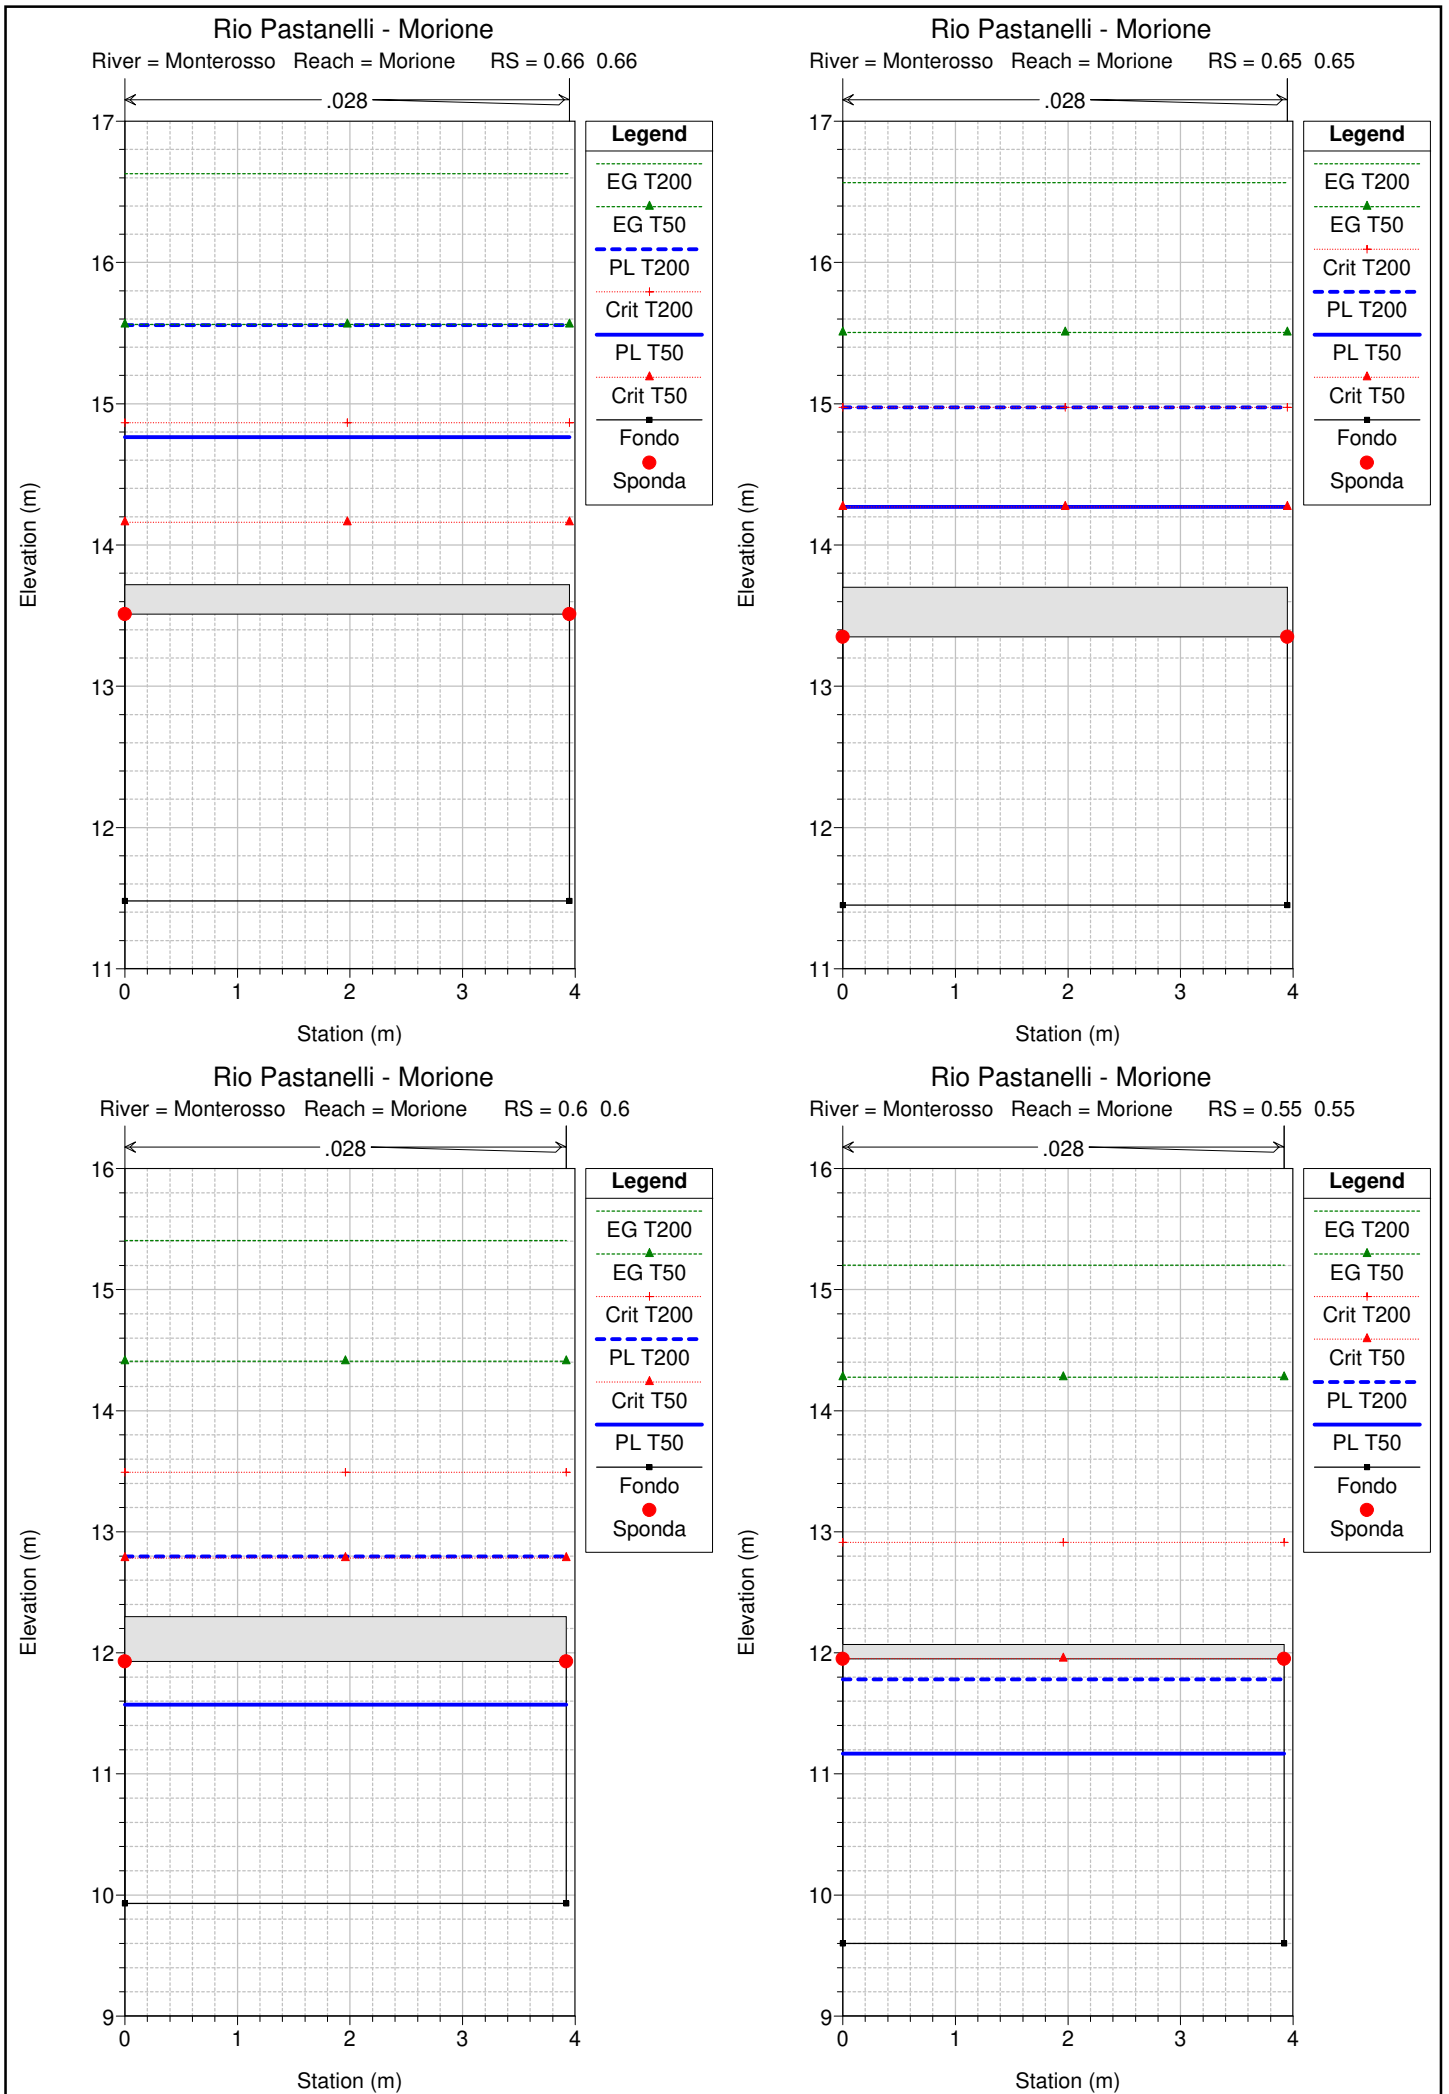 Rio Pastanelli - Morione
River = Monterosso Reach = Morione RS = 0.66 0.66
.028
17
16
15
14
13
12
11
0 1 2 3 4
Elevation (m)
Station (m)
Legend
EG T200
EG T50
PL T200
Crit T200
PL T50
Crit T50
Fondo
Sponda
Rio Pastanelli - Morione
River = Monterosso Reach = Morione RS = 0.65 0.65
.028
17
16
15
14
13
12
11
0 1 2 3 4
Elevation (m)
Station (m)
Legend
EG T200
EG T50
Crit T200
PL T200
PL T50
Crit T50
Fondo
Sponda
Rio Pastanelli - Morione
River = Monterosso Reach = Morione RS = 0.6 0.6
.028
16
15
14
13
12
11
10
9
0 1 2 3 4
Elevation (m)
Station (m)
Legend
EG T200
EG T50
Crit T200
PL T200
Crit T50
PL T50
Fondo
Sponda
Rio Pastanelli - Morione
River = Monterosso Reach = Morione RS = 0.55 0.55
.028
16
15
14
13
12
11
10
9
0 1 2 3 4
Elevation (m)
Station (m)
Legend
EG T200
EG T50
Crit T200
Crit T50
PL T200
PL T50
Fondo
Sponda